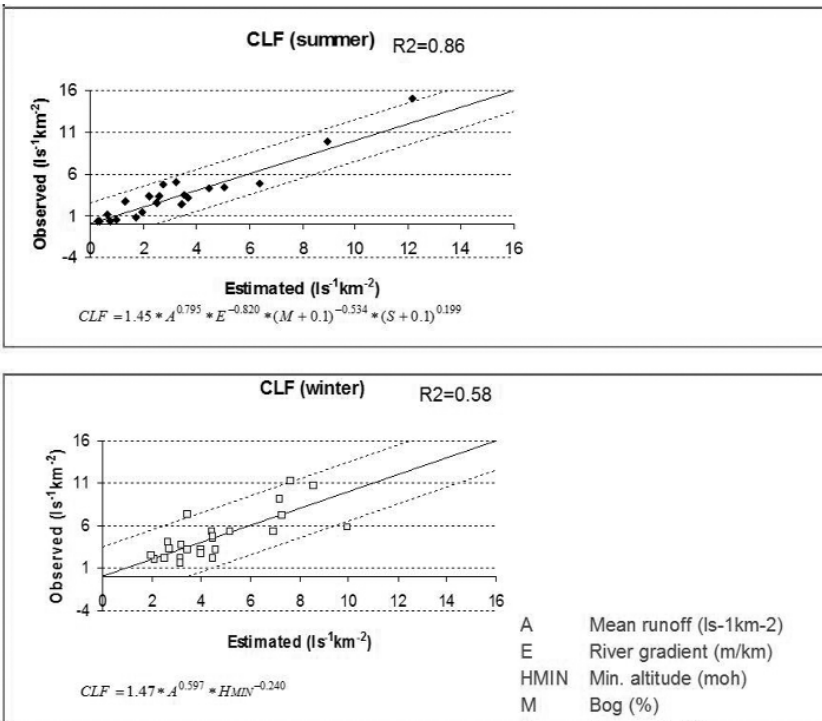 CLF (summer) R2=0.86
16
11
6
1
-4
0 2 4 6 8 10 12 14 16
Observed (ls⁻¹km⁻²)
Estimated (ls⁻¹km⁻²)
CLF = 1.45 * A^0.795 * E^−0.820 * (M + 0.1)^−0.534 * (S + 0.1)^0.199
CLF (winter) R2=0.58
16
11
6
1
-4
0 2 4 6 8 10 12 14 16
Observed (ls⁻¹km⁻²)
Estimated (ls⁻¹km⁻²)
CLF = 1.47 * A^0.597 * HMIN^−0.240
A Mean runoff (ls-1km-2)
E River gradient (m/km)
HMIN Min. altitude (moh)
M Bog (%)